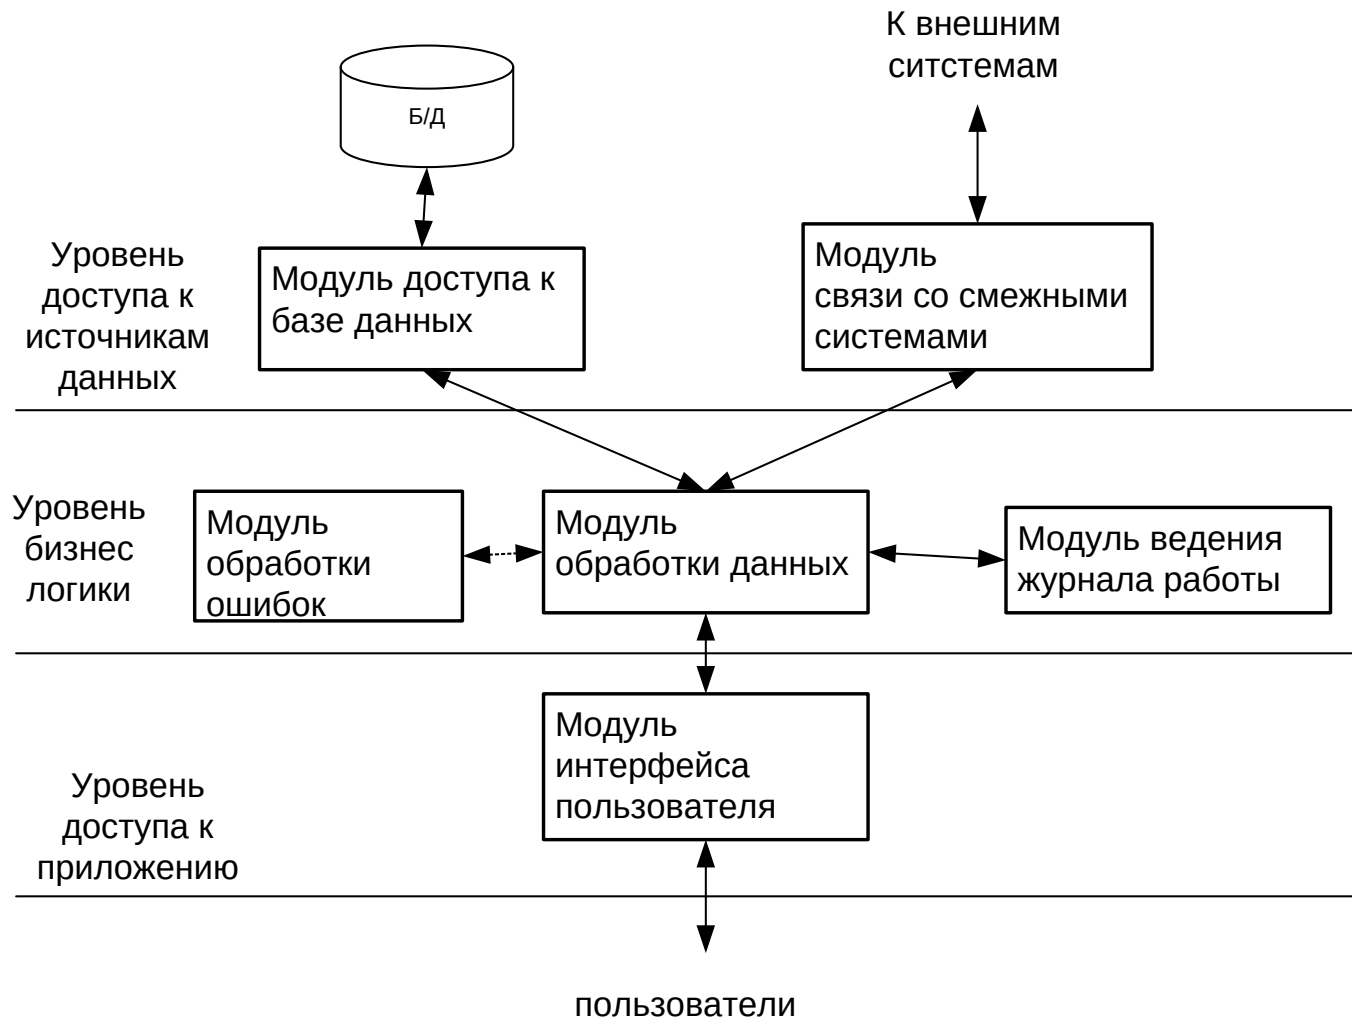 К внешним
ситстемам
Б/Д
Уровень
доступа к
источникам
данных
Модуль доступа к
базе данных
Модуль
связи со смежными
системами
Уровень
бизнес
логики
Модуль
обработки
ошибок
Модуль
обработки данных
Модуль ведения
журнала работы
Уровень
доступа к
приложению
Модуль
интерфейса
пользователя
пользователи